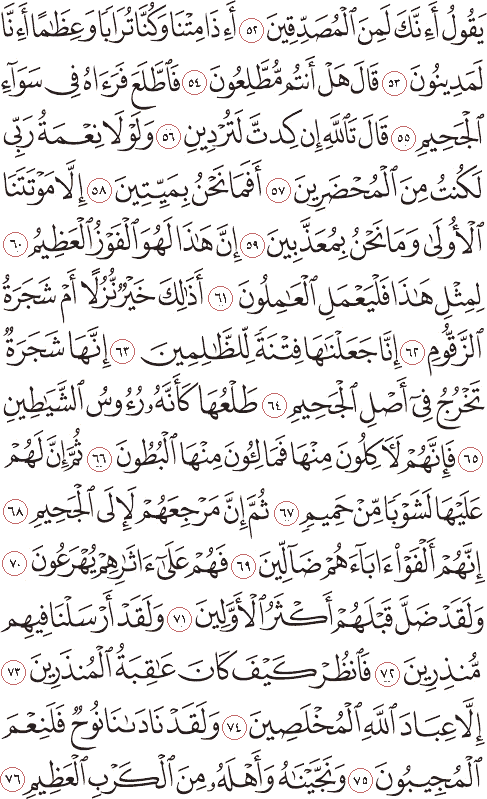 يَقُولُ أَءِنَّكَ لَمِنَ ٱلْمُصَدِّقِينَ ٥٢ أَءِذَا مِتْنَا وَكُنَّا تُرَابًا وَعِظَٰمًا أَءِنَّا
لَمَدِينُونَ ٥٣ قَالَ هَلْ أَنتُم مُّطَّلِعُونَ ٥٤ فَٱطَّلَعَ فَرَءَاهُ فِى سَوَآءِ
ٱلْجَحِيمِ ٥٥ قَالَ تَٱللَّهِ إِن كِدتَّ لَتُرْدِينِ ٥٦ وَلَوْلَا نِعْمَةُ رَبِّى
لَكُنتُ مِنَ ٱلْمُحْضَرِينَ ٥٧ أَفَمَا نَحْنُ بِمَيِّتِينَ ٥٨ إِلَّا مَوْتَتَنَا
ٱلْأُولَىٰ وَمَا نَحْنُ بِمُعَذَّبِينَ ٥٩ إِنَّ هَٰذَا لَهُوَ ٱلْفَوْزُ ٱلْعَظِيمُ ٦٠
لِمِثْلِ هَٰذَا فَلْيَعْمَلِ ٱلْعَٰمِلُونَ ٦١ أَذَٰلِكَ خَيْرٌ نُّزُلًا أَمْ شَجَرَةُ
ٱلزَّقُّومِ ٦٢ إِنَّا جَعَلْنَٰهَا فِتْنَةً لِّلظَّٰلِمِينَ ٦٣ إِنَّهَا شَجَرَةٌ
تَخْرُجُ فِىٓ أَصْلِ ٱلْجَحِيمِ ٦٤ طَلْعُهَا كَأَنَّهُۥ رُءُوسُ ٱلشَّيَٰطِينِ
٦٥ فَإِنَّهُمْ لَءَاكِلُونَ مِنْهَا فَمَالِـُٔونَ مِنْهَا ٱلْبُطُونَ ٦٦ ثُمَّ إِنَّ لَهُمْ
عَلَيْهَا لَشَوْبًا مِّنْ حَمِيمٍ ٦٧ ثُمَّ إِنَّ مَرْجِعَهُمْ لَإِلَى ٱلْجَحِيمِ ٦٨
إِنَّهُمْ أَلْفَوْا۟ ءَابَآءَهُمْ ضَآلِّينَ ٦٩ فَهُمْ عَلَىٰٓ ءَاثَٰرِهِمْ يُهْرَعُونَ ٧٠
وَلَقَدْ ضَلَّ قَبْلَهُمْ أَكْثَرُ ٱلْأَوَّلِينَ ٧١ وَلَقَدْ أَرْسَلْنَا فِيهِم
مُّنذِرِينَ ٧٢ فَٱنظُرْ كَيْفَ كَانَ عَٰقِبَةُ ٱلْمُنذَرِينَ ٧٣
إِلَّا عِبَادَ ٱللَّهِ ٱلْمُخْلَصِينَ ٧٤ وَلَقَدْ نَادَىٰنَا نُوحٌ فَلَنِعْمَ
ٱلْمُجِيبُونَ ٧٥ وَنَجَّيْنَٰهُ وَأَهْلَهُۥ مِنَ ٱلْكَرْبِ ٱلْعَظِيمِ ٧٦